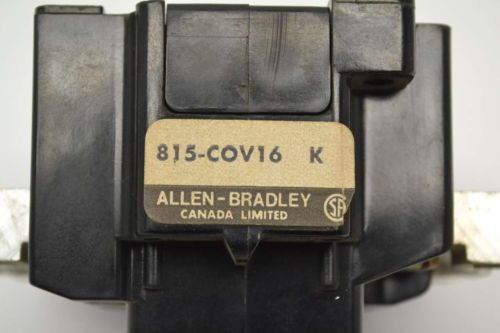 815-COV16 K
ALLEN-BRADLEY
CANADA LIMITED
SA